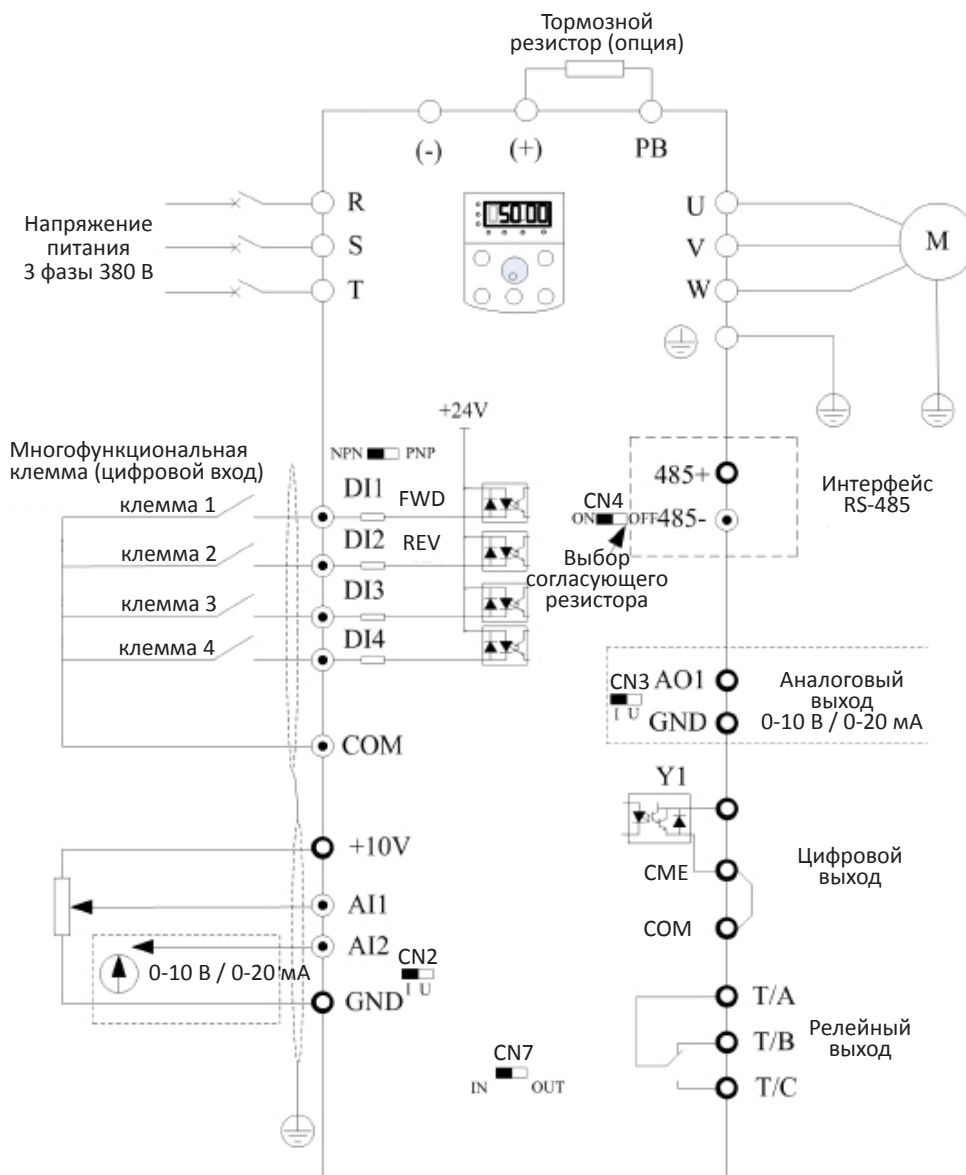 Тормозной
резистор (опция)
(-)
(+)
PB
R
S
T
Напряжение
питания
3 фазы 380 В
50.00
U
V
W
M
+24V
Многофункциональная
клемма (цифровой вход)
NPN
PNP
клемма 1
DI1
FWD
клемма 2
DI2
REV
клемма 3
DI3
клемма 4
DI4
COM
485+
CN4
ON
OFF
485-
Интерфейс
RS-485
Выбор
согласующего
резистора
CN3
I U
AO1
GND
Аналоговый
выход
0-10 В / 0-20 мА
Y1
CME
COM
Цифровой
выход
+10V
AI1
AI2
0-10 В / 0-20 мА
CN2
I U
GND
T/A
T/B
T/C
Релейный
выход
CN7
IN
OUT